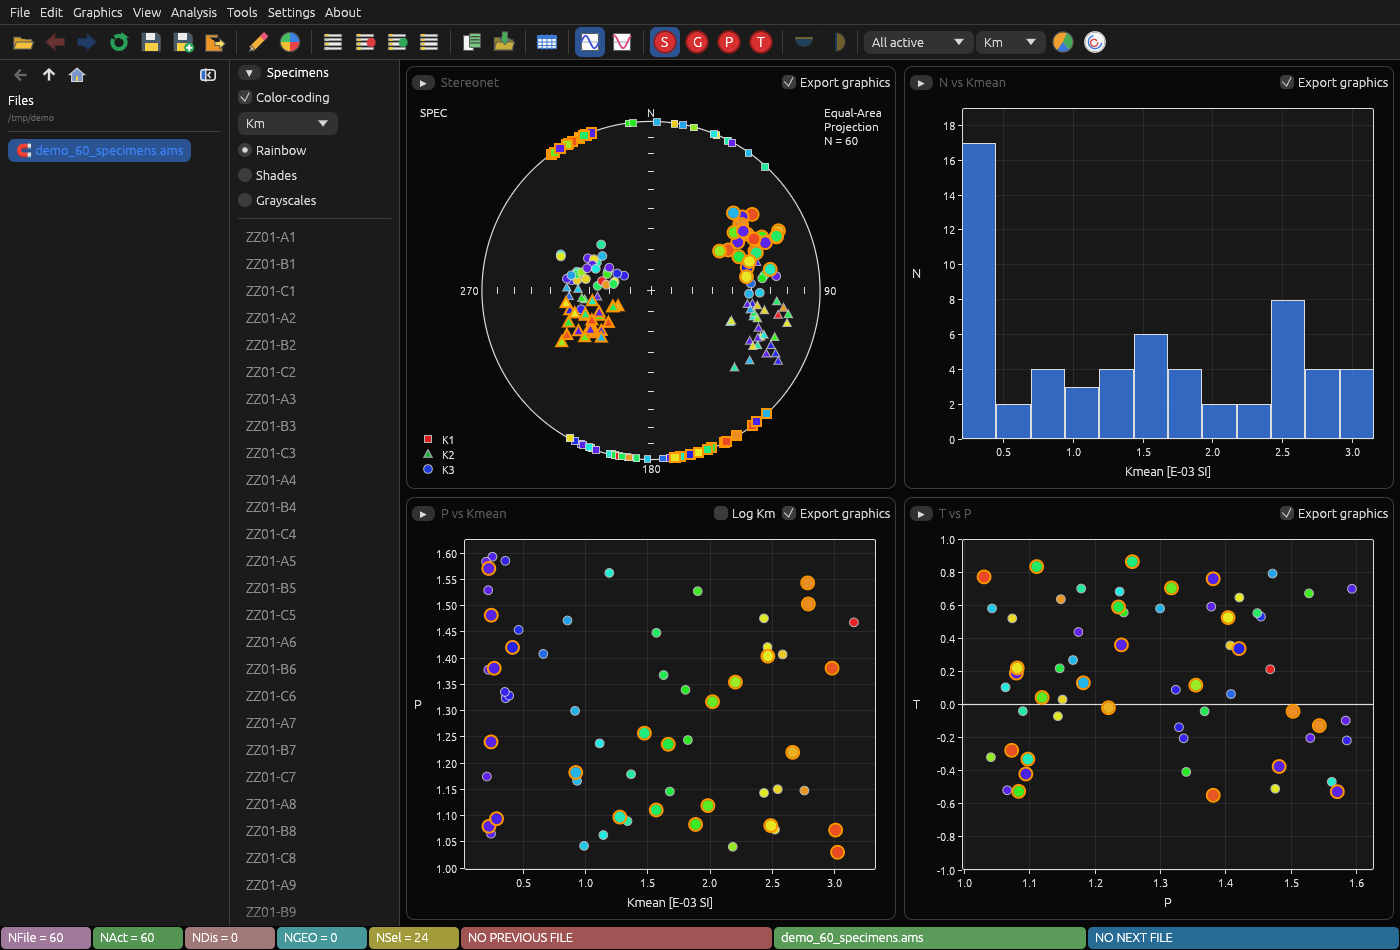 File Edit Graphics View Analysis Tools Settings About
S G P T All active Km
Files
/tmp/demo
demo_60_specimens.ams
Specimens
Color-coding
Km
Rainbow
Shades
Grayscales
ZZ01-A1
ZZ01-B1
ZZ01-C1
ZZ01-A2
ZZ01-B2
ZZ01-C2
ZZ01-A3
ZZ01-B3
ZZ01-C3
ZZ01-A4
ZZ01-B4
ZZ01-C4
ZZ01-A5
ZZ01-B5
ZZ01-C5
ZZ01-A6
ZZ01-B6
ZZ01-C6
ZZ01-A7
ZZ01-B7
ZZ01-C7
ZZ01-A8
ZZ01-B8
ZZ01-C8
ZZ01-A9
ZZ01-B9
Stereonet Export graphics
SPEC
N
Equal-Area
Projection
N = 60
270
90
180
K1
K2
K3
N vs Kmean Export graphics
18
16
14
12
10
8
6
4
2
0
N
0.5 1.0 1.5 2.0 2.5 3.0
Kmean [E-03 SI]
P vs Kmean Log Km Export graphics
1.60
1.55
1.50
1.45
1.40
1.35
1.30
1.25
1.20
1.15
1.10
1.05
1.00
P
0.5 1.0 1.5 2.0 2.5 3.0
Kmean [E-03 SI]
T vs P Export graphics
1.0
0.8
0.6
0.4
0.2
0.0
-0.2
-0.4
-0.6
-0.8
-1.0
T
1.0 1.1 1.2 1.3 1.4 1.5 1.6
P
NFile = 60 NAct = 60 NDis = 0 NGEO = 0 NSel = 24 NO PREVIOUS FILE demo_60_specimens.ams NO NEXT FILE